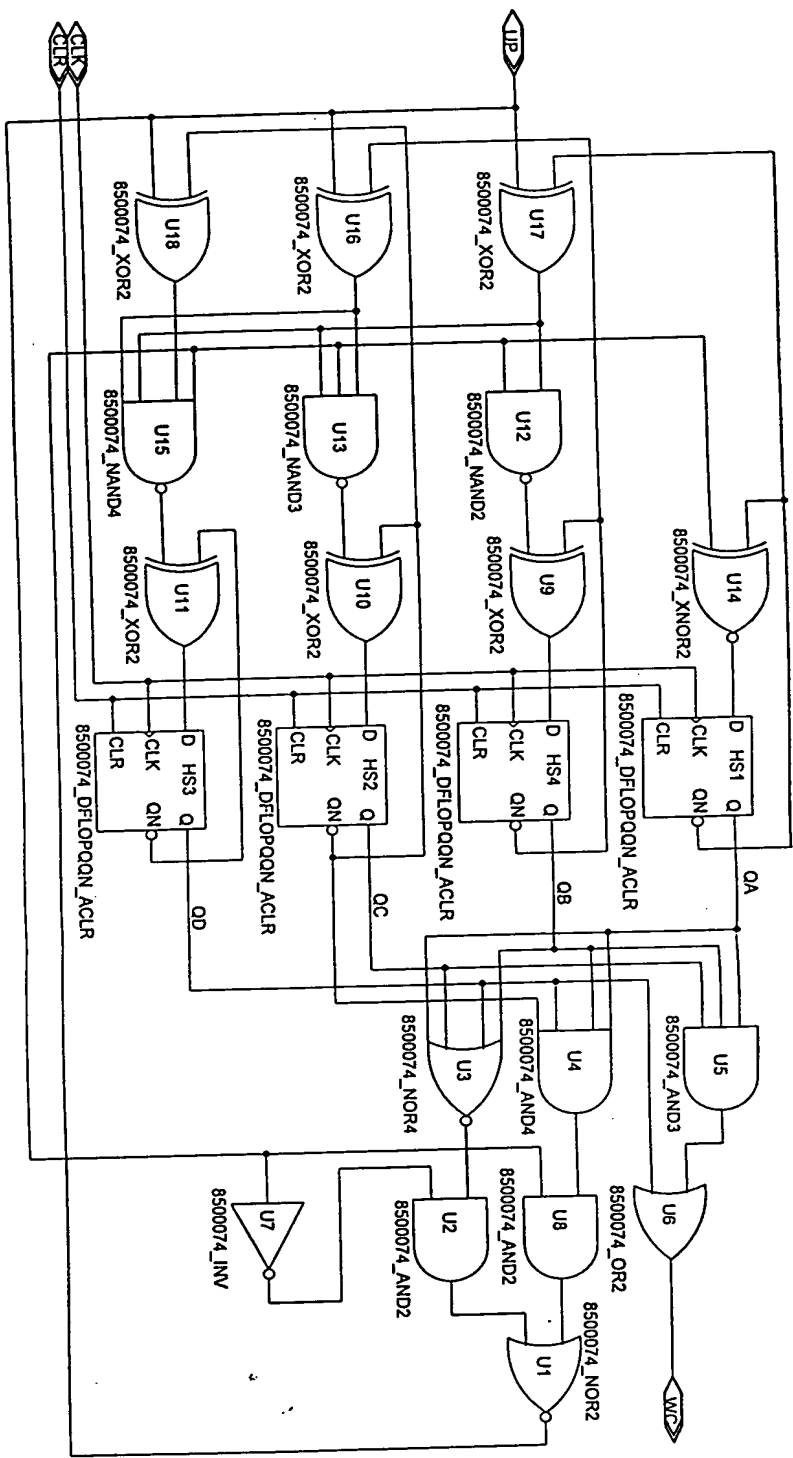 UP
CLK
CLR
U17
8500074_XOR2
U16
8500074_XOR2
U18
8500074_XOR2
U12
8500074_NAND2
U13
8500074_NAND3
U15
8500074_NAND4
U14
8500074_XNOR2
U9
8500074_XOR2
U10
8500074_XOR2
U11
8500074_XOR2
D HS1 Q
CLK
CLR QN
8500074_DFLOPQQN_ACLR
QA
D HS4 Q
CLK
CLR QN
8500074_DFLOPQQN_ACLR
QB
D HS2 Q
CLK
CLR QN
8500074_DFLOPQQN_ACLR
QC
D HS3 Q
CLK
CLR QN
8500074_DFLOPQQN_ACLR
QD
U5
8500074_AND3
U4
8500074_AND4
U3
8500074_NOR4
U6
8500074_OR2
U8
8500074_AND2
U2
8500074_AND2
U7
8500074_INV
U1
8500074_NOR2
WC